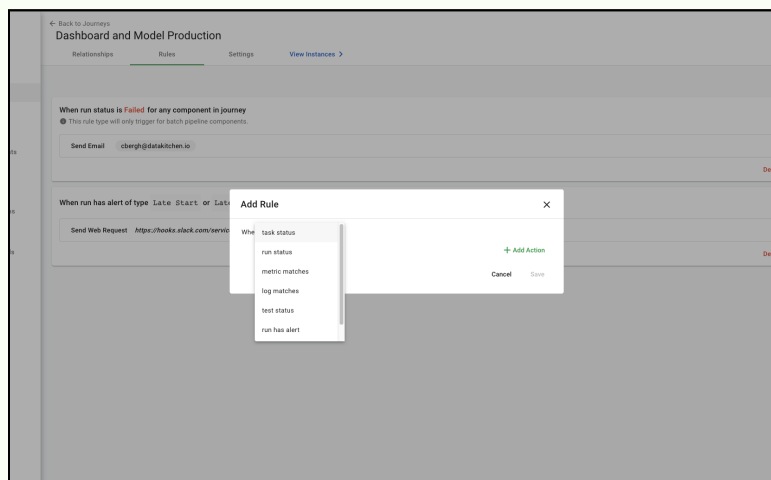 ← Back to Journeys
Dashboard and Model Production
Relationships Rules Settings View Instances >
When run status is Failed for any component in journey
This rule type will only trigger for batch pipeline components.
Send Email cbergh@datakitchen.io
When run has alert of type Late Start or
Send Web Request https://hooks.slack.com/
Add Rule
task status
run status
metric matches
log matches
test status
run has alert
+ Add Action
Cancel Save